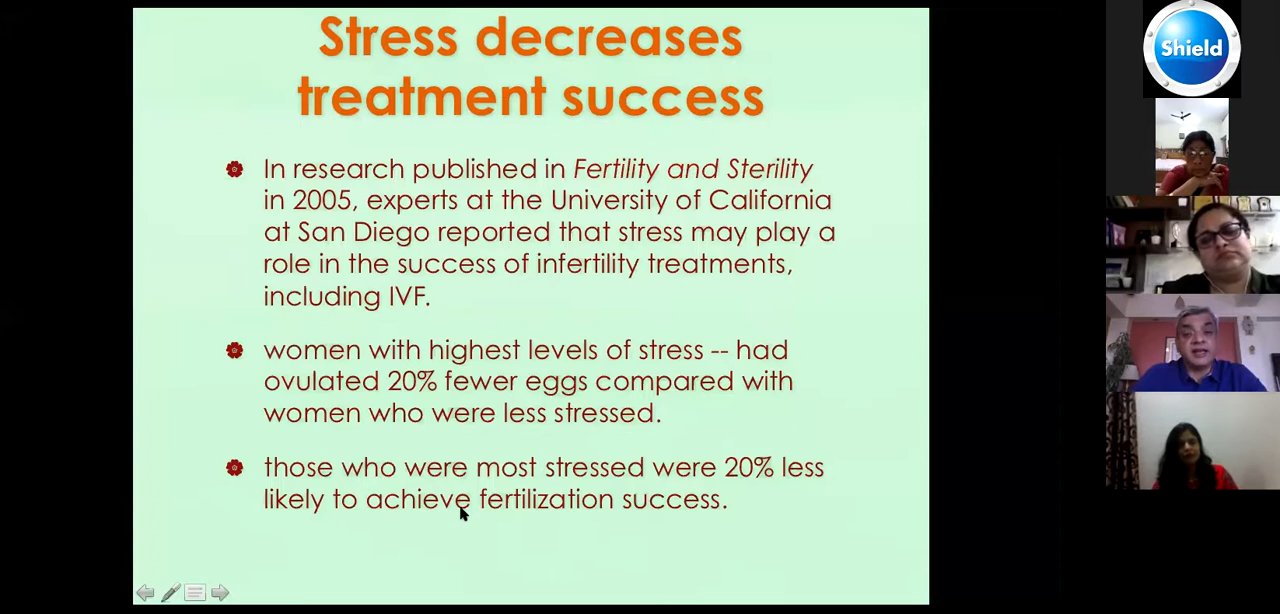 Stress decreases
treatment success
In research published in Fertility and Sterility
in 2005, experts at the University of California
at San Diego reported that stress may play a
role in the success of infertility treatments,
including IVF.
women with highest levels of stress -- had
ovulated 20% fewer eggs compared with
women who were less stressed.
those who were most stressed were 20% less
likely to achieve fertilization success.
Shield